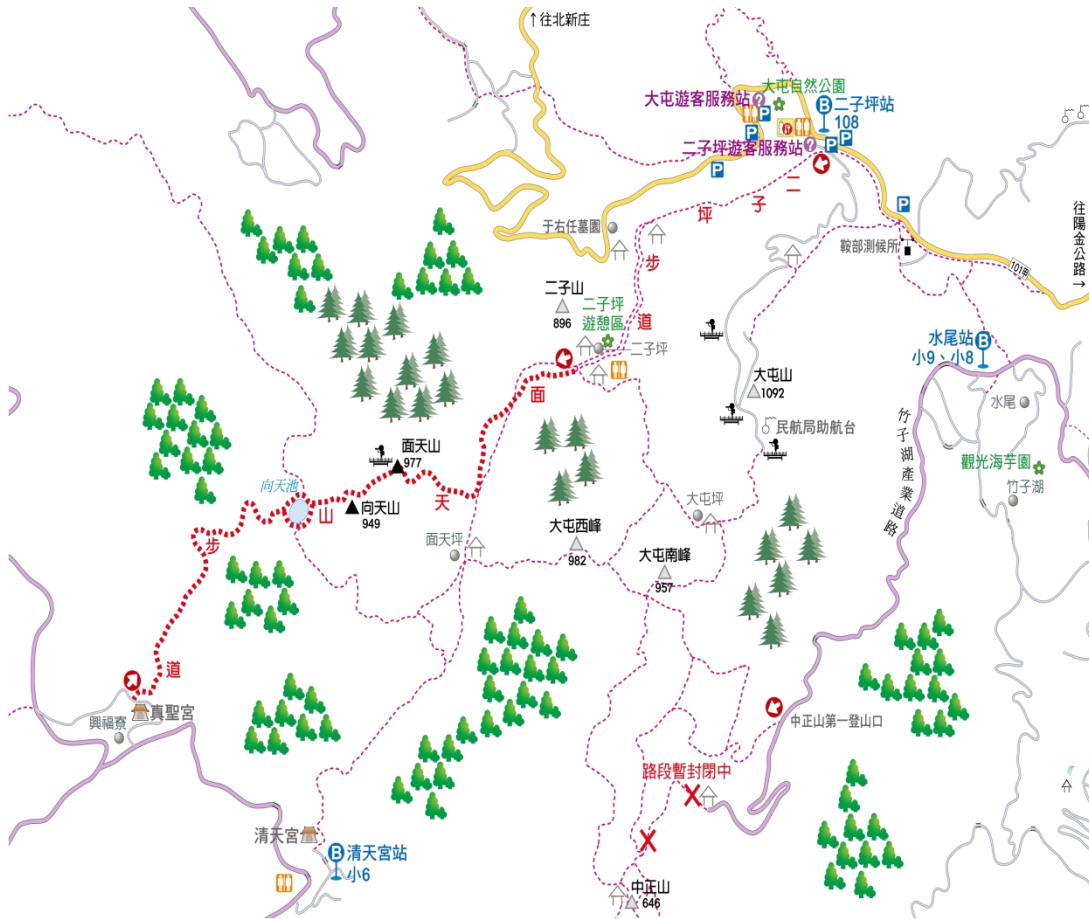 ↑往北新庄
大屯自然公園
大屯遊客服務站
?
P
B
二子坪站
108
P
P
P
二子坪遊客服務站
?
P
二
子
坪
P
往陽金公路→
于右任墓園
步
鞍部測候所
101甲
二子山
896
二子坪
遊憩區
道
二子坪
水尾站
小9、小8
B
面
大屯山
1092
水尾
民航局助航台
竹子湖產業道路
面天山
977
觀光海芋園
竹子湖
向天池
天
大屯坪
山
向天山
949
步
面天坪
大屯西峰
982
大屯南峰
957
道
真聖宮
興福寮
中正山第一登山口
路段暫封閉中
清天宮
B
清天宮站
小6
中正山
646